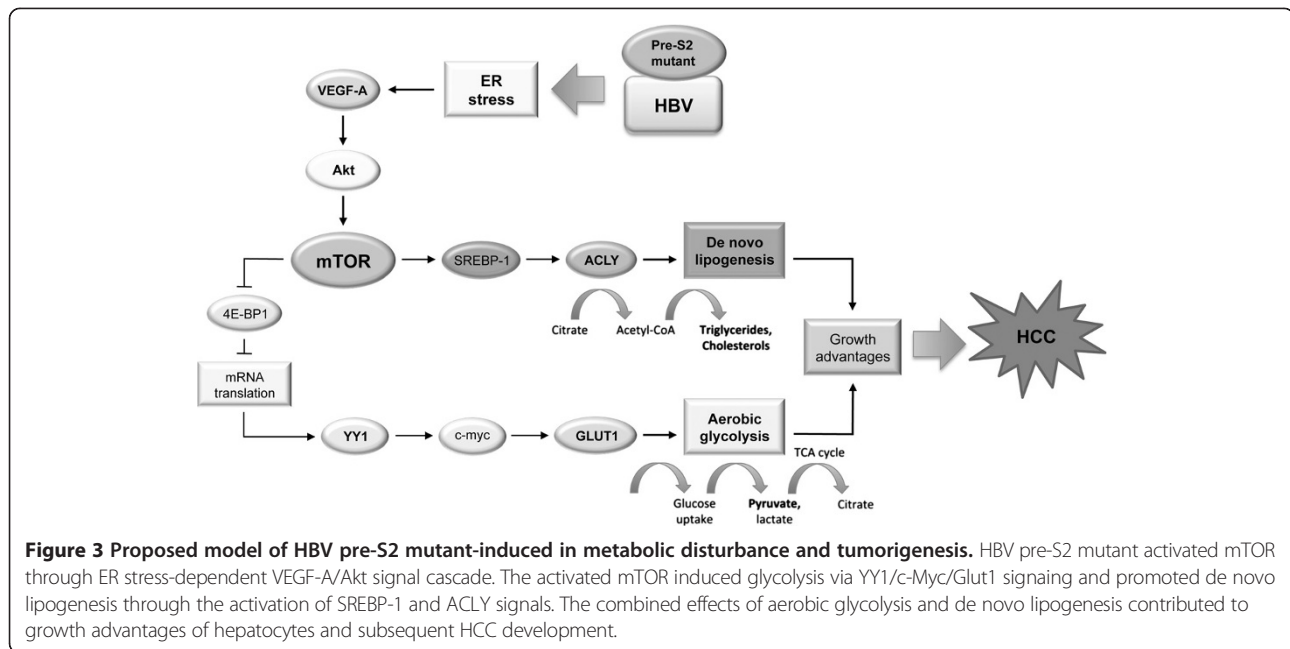 Pre-S2
mutant
HBV
ER
stress
VEGF-A
Akt
mTOR
SREBP-1
ACLY
De novo
lipogenesis
4E-BP1
Citrate
Acetyl-CoA
Triglycerides,
Cholesterols
Growth
advantages
HCC
mRNA
translation
YY1
c-myc
GLUT1
Aerobic
glycolysis
TCA cycle
Glucose
uptake
Pyruvate,
lactate
Citrate
Figure 3 Proposed model of HBV pre-S2 mutant-induced in metabolic disturbance and tumorigenesis. HBV pre-S2 mutant activated mTOR
through ER stress-dependent VEGF-A/Akt signal cascade. The activated mTOR induced glycolysis via YY1/c-Myc/Glut1 signaing and promoted de novo
lipogenesis through the activation of SREBP-1 and ACLY signals. The combined effects of aerobic glycolysis and de novo lipogenesis contributed to
growth advantages of hepatocytes and subsequent HCC development.